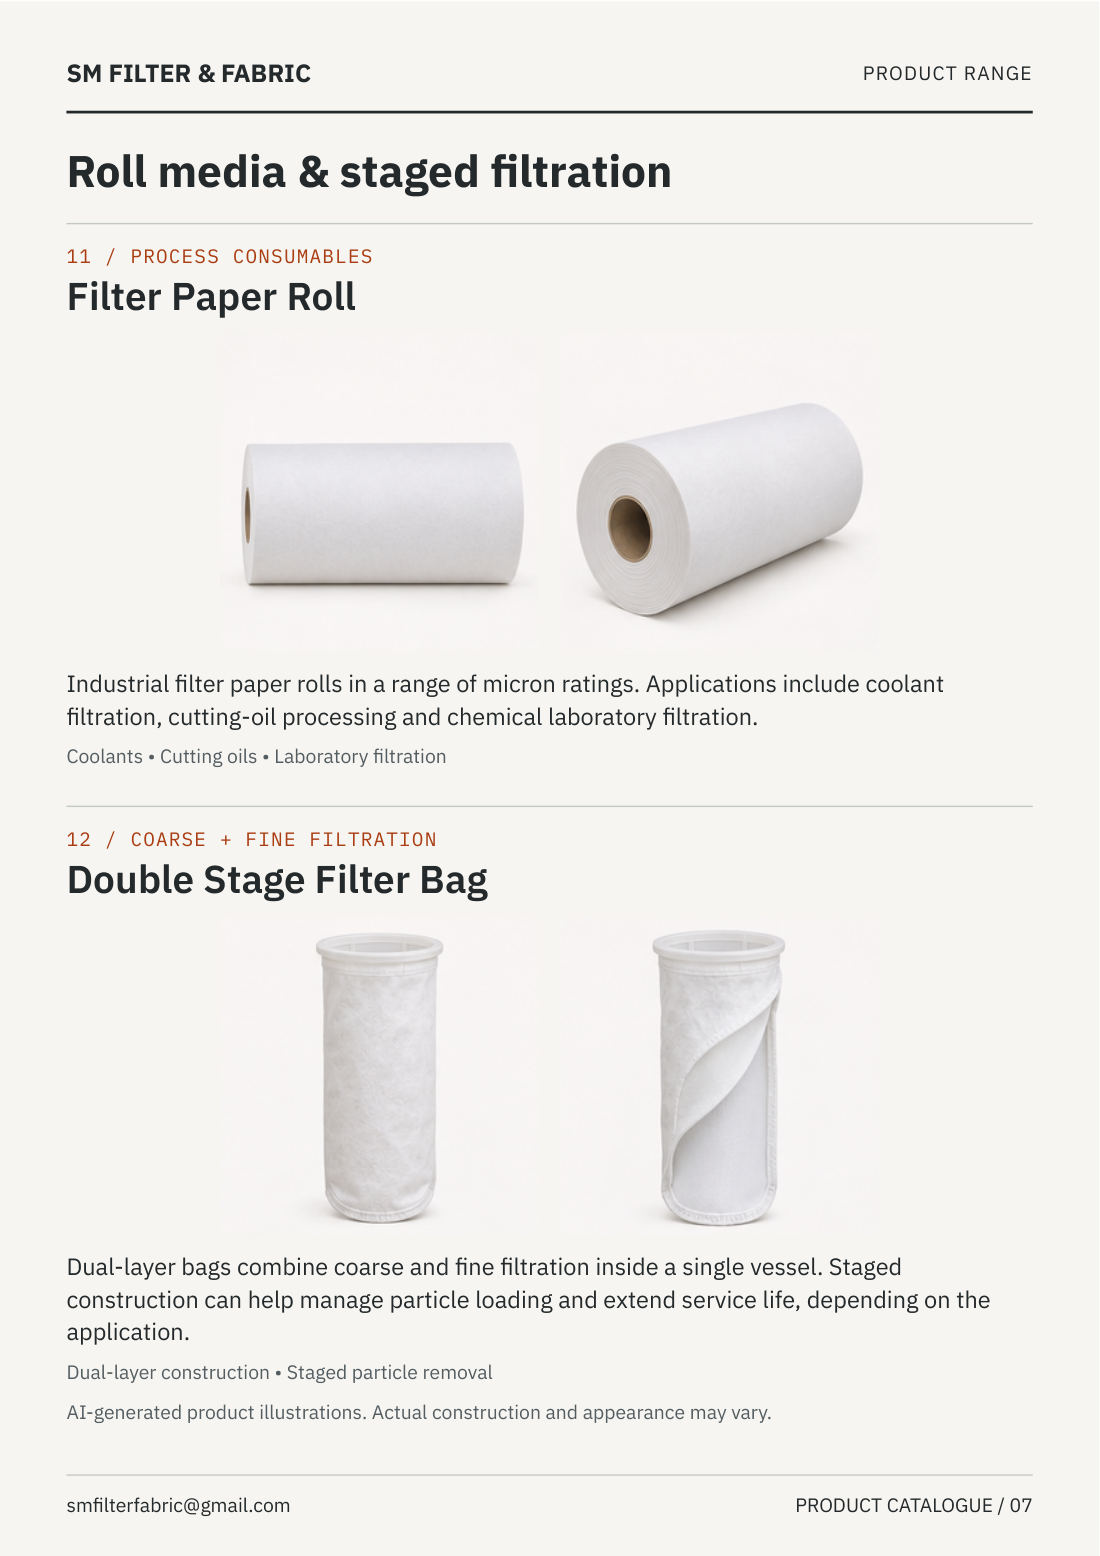 SM FILTER & FABRIC
PRODUCT RANGE
Roll media & staged filtration
11 / PROCESS CONSUMABLES
Filter Paper Roll
Industrial filter paper rolls in a range of micron ratings. Applications include coolant
filtration, cutting-oil processing and chemical laboratory filtration.
Coolants • Cutting oils • Laboratory filtration
12 / COARSE + FINE FILTRATION
Double Stage Filter Bag
Dual-layer bags combine coarse and fine filtration inside a single vessel. Staged
construction can help manage particle loading and extend service life, depending on the
application.
Dual-layer construction • Staged particle removal
AI-generated product illustrations. Actual construction and appearance may vary.
smfilterfabric@gmail.com
PRODUCT CATALOGUE / 07